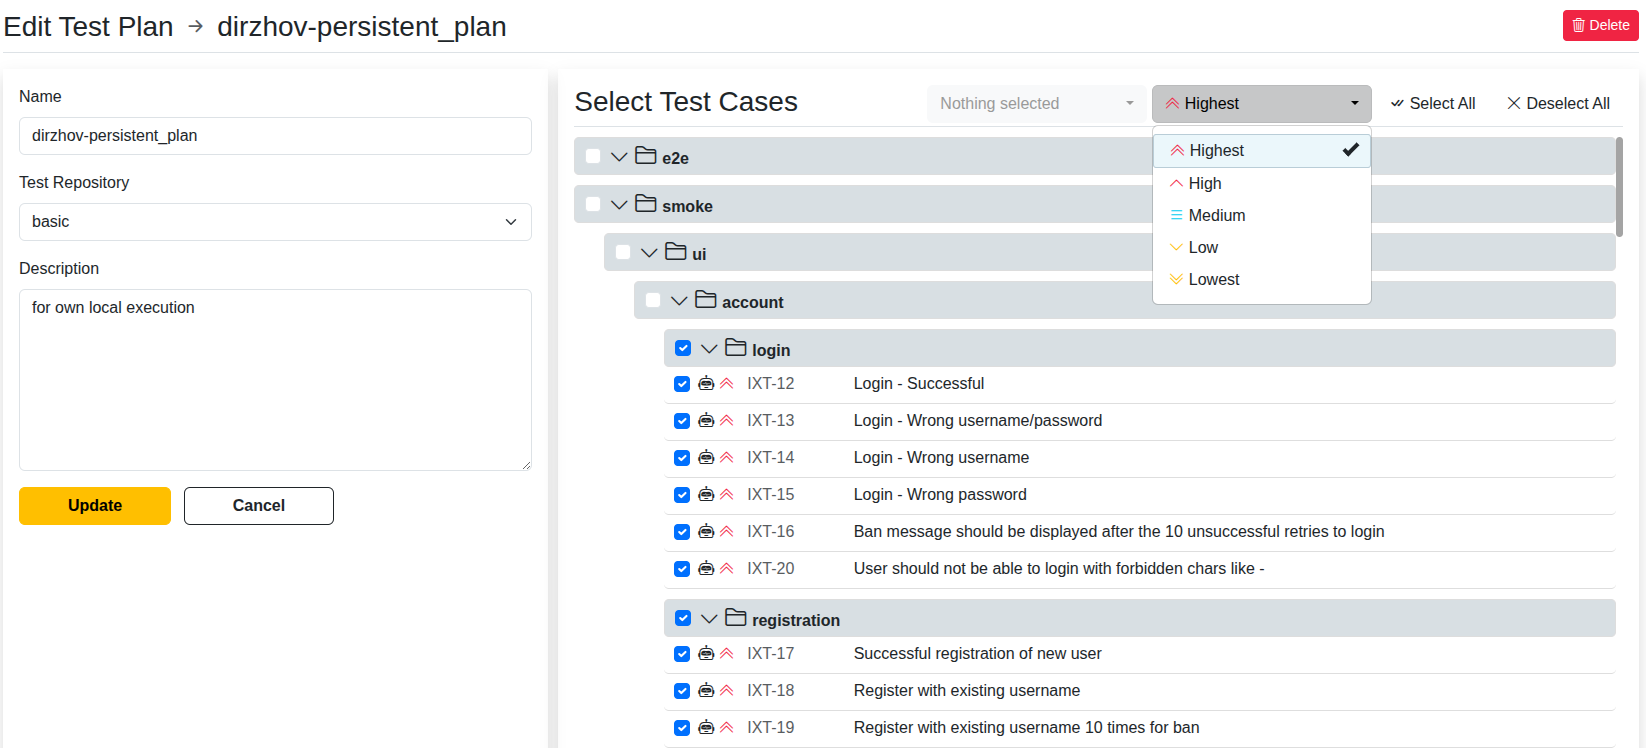 Edit Test Plan → dirzhov-persistent_plan
Delete
Name
dirzhov-persistent_plan
Test Repository
basic
Description
for own local execution
Update
Cancel
Select Test Cases
Nothing selected
Highest
Select All
Deselect All
Highest
High
Medium
Low
Lowest
e2e
smoke
ui
account
login
IXT-12 Login - Successful
IXT-13 Login - Wrong username/password
IXT-14 Login - Wrong username
IXT-15 Login - Wrong password
IXT-16 Ban message should be displayed after the 10 unsuccessful retries to login
IXT-20 User should not be able to login with forbidden chars like -
registration
IXT-17 Successful registration of new user
IXT-18 Register with existing username
IXT-19 Register with existing username 10 times for ban